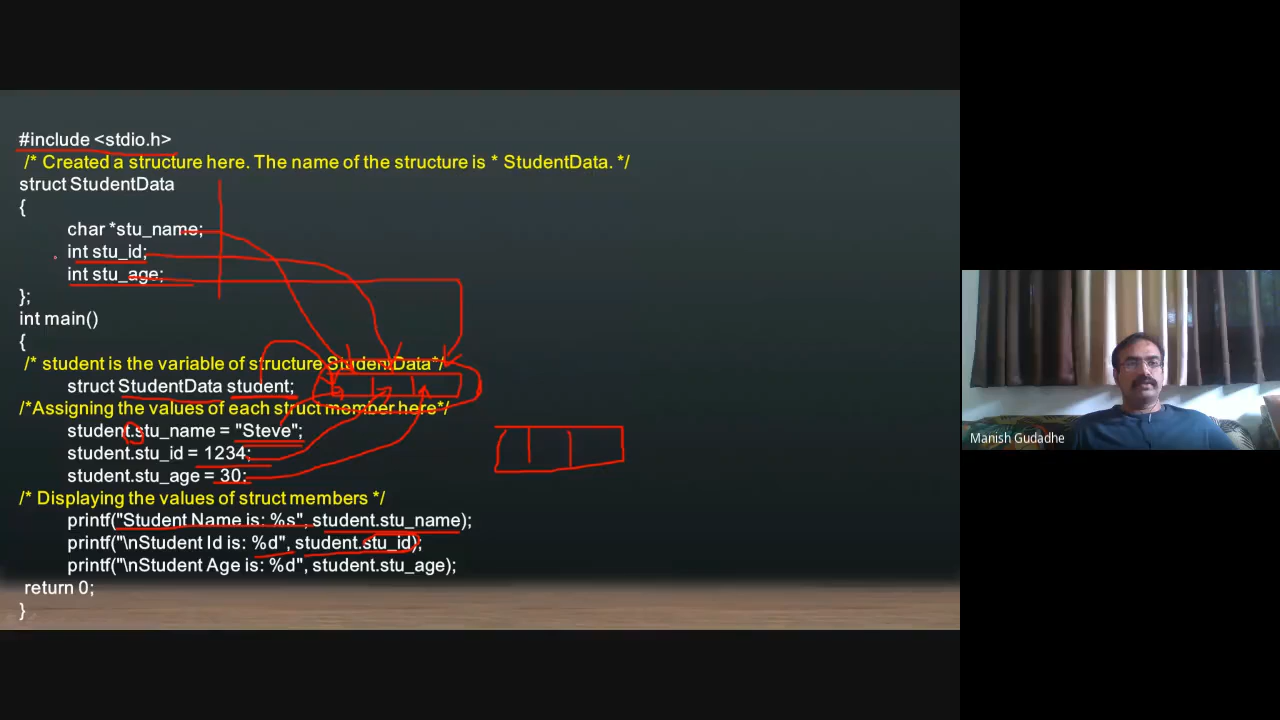 #include <stdio.h>
/* Created a structure here. The name of the structure is * StudentData. */
struct StudentData
{
char *stu_name;
int stu_id;
int stu_age;
};
int main()
{
/* student is the variable of structure StudentData*/
struct StudentData student;
/*Assigning the values of each struct member here*/
student.stu_name = "Steve";
student.stu_id = 1234;
student.stu_age = 30;
/* Displaying the values of struct members */
printf("Student Name is: %s", student.stu_name);
printf("\nStudent Id is: %d", student.stu_id);
printf("\nStudent Age is: %d", student.stu_age);
return 0;
}
Manish Gudadhe